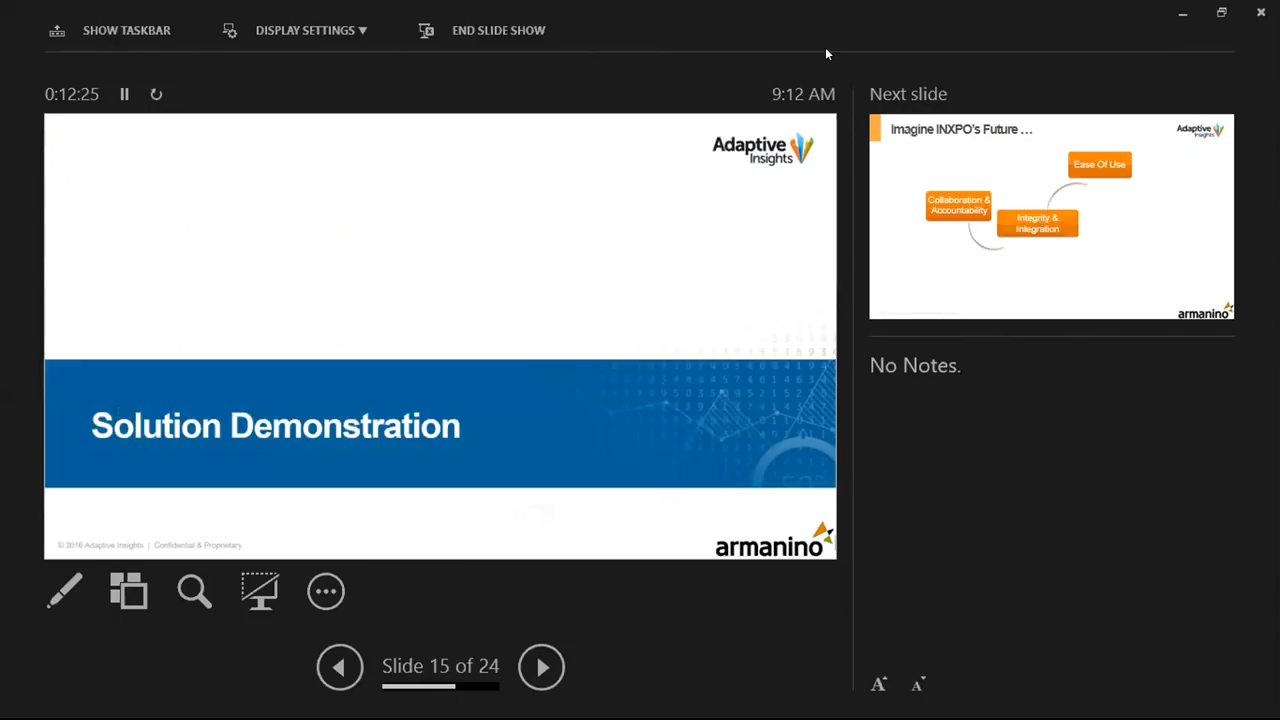 SHOW TASKBAR
DISPLAY SETTINGS ▼
END SLIDE SHOW
0:12:25
9:12 AM
Adaptive
Insights
Solution Demonstration
© 2016 Adaptive Insights | Confidential & Proprietary
armanino
Slide 15 of 24
Next slide
Imagine INXPO's Future ...
Adaptive
Insights
Ease Of Use
Collaboration &
Accountability
Integrity &
Integration
armanino
No Notes.
A
A